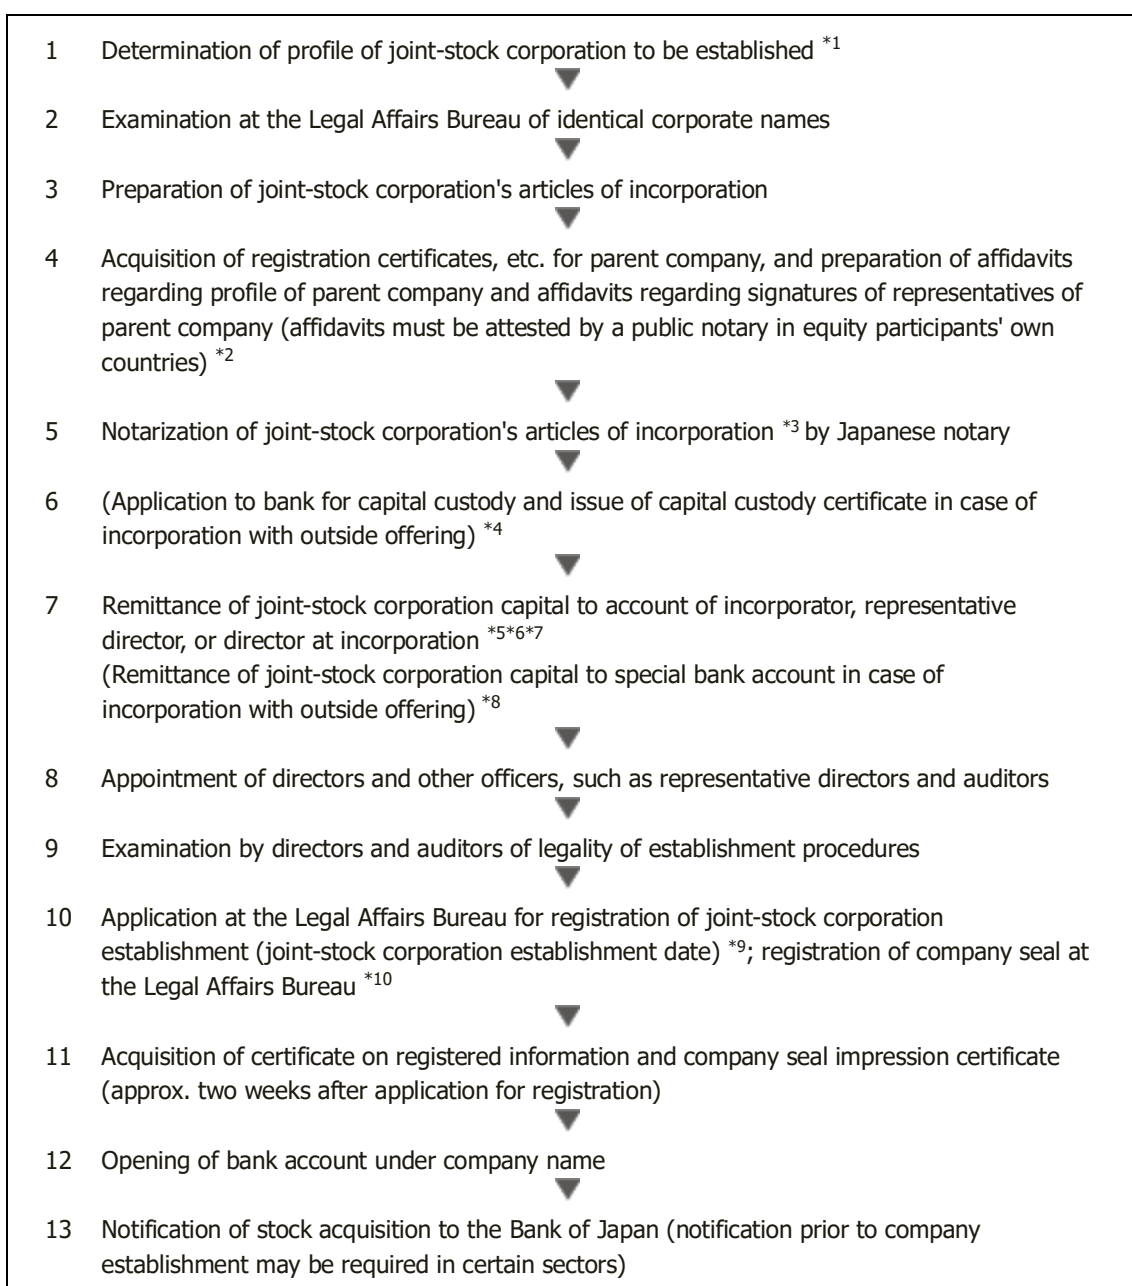 1 Determination of profile of joint-stock corporation to be established *1
2 Examination at the Legal Affairs Bureau of identical corporate names
3 Preparation of joint-stock corporation's articles of incorporation
4 Acquisition of registration certificates, etc. for parent company, and preparation of affidavits
regarding profile of parent company and affidavits regarding signatures of representatives of
parent company (affidavits must be attested by a public notary in equity participants' own
countries) *2
5 Notarization of joint-stock corporation's articles of incorporation *3 by Japanese notary
6 (Application to bank for capital custody and issue of capital custody certificate in case of
incorporation with outside offering) *4
7 Remittance of joint-stock corporation capital to account of incorporator, representative
director, or director at incorporation *5*6*7
(Remittance of joint-stock corporation capital to special bank account in case of
incorporation with outside offering) *8
8 Appointment of directors and other officers, such as representative directors and auditors
9 Examination by directors and auditors of legality of establishment procedures
10 Application at the Legal Affairs Bureau for registration of joint-stock corporation
establishment (joint-stock corporation establishment date) *9; registration of company seal at
the Legal Affairs Bureau *10
11 Acquisition of certificate on registered information and company seal impression certificate
(approx. two weeks after application for registration)
12 Opening of bank account under company name
13 Notification of stock acquisition to the Bank of Japan (notification prior to company
establishment may be required in certain sectors)